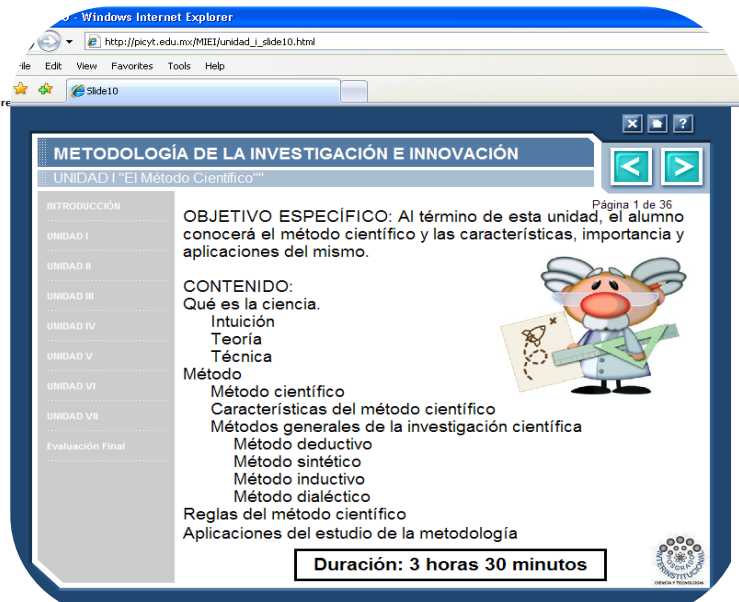 - Windows Internet Explorer
http://picyt.edu.mx/MIEI/unidad_i_slide10.html
Edit View Favorites Tools Help
re
Slide10
METODOLOGÍA DE LA INVESTIGACIÓN E INNOVACIÓN
UNIDAD I "El Método Científico""
Página 1 de 36
INTRODUCCIÓN
UNIDAD I
UNIDAD II
UNIDAD III
UNIDAD IV
UNIDAD V
UNIDAD VI
UNIDAD VII
Evaluación Final
OBJETIVO ESPECÍFICO: Al término de esta unidad, el alumno
conocerá el método científico y las características, importancia y
aplicaciones del mismo.
CONTENIDO:
Qué es la ciencia.
Intuición
Teoría
Técnica
Método
Método científico
Características del método científico
Métodos generales de la investigación científica
Método deductivo
Método sintético
Método inductivo
Método dialéctico
Reglas del método científico
Aplicaciones del estudio de la metodología
Duración: 3 horas 30 minutos
POSGRADO
INTERINSTITUCIONAL
CIENCIA Y TECNOLOGIA